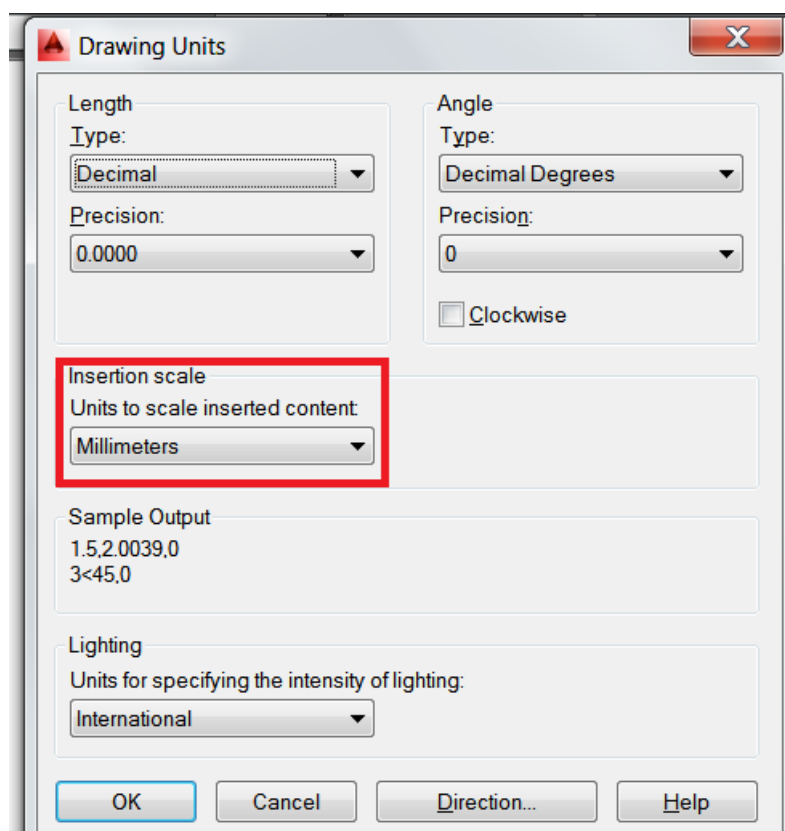 Drawing Units
Length
Type:
Decimal
Precision:
0.0000
Angle
Type:
Decimal Degrees
Precision:
0
Clockwise
Insertion scale
Units to scale inserted content:
Millimeters
Sample Output
1.5,2.0039,0
3<45,0
Lighting
Units for specifying the intensity of lighting:
International
OK
Cancel
Direction...
Help